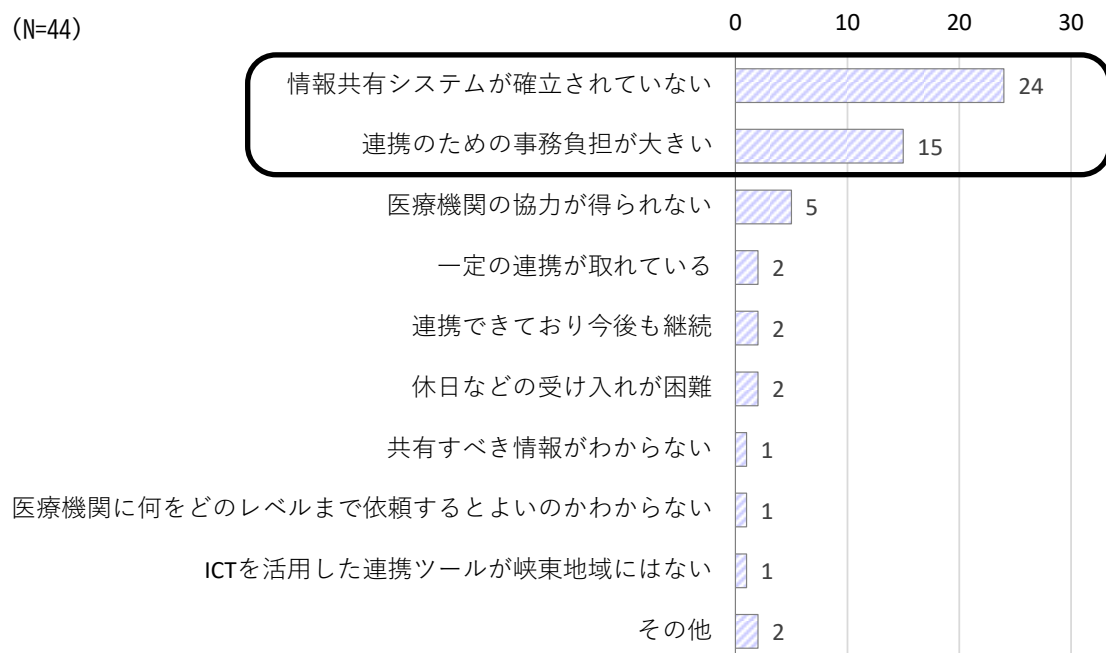 (N=44)
0 10 20 30
情報共有システムが確立されていない 24
連携のための事務負担が大きい 15
医療機関の協力が得られない 5
一定の連携が取れている 2
連携できており今後も継続 2
休日などの受け入れが困難 2
共有すべき情報がわからない 1
医療機関に何をどのレベルまで依頼するとよいのかわからない 1
ICTを活用した連携ツールが峡東地域にはない 1
その他 2